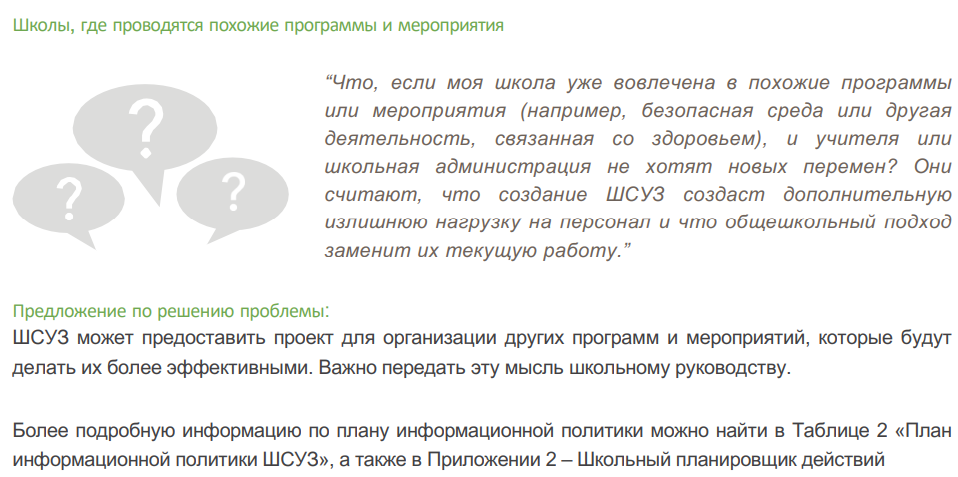 Школы, где проводятся похожие программы и мероприятия
“Что, если моя школа уже вовлечена в похожие программы
или мероприятия (например, безопасная среда или другая
деятельность, связанная со здоровьем), и учителя или
школьная администрация не хотят новых перемен? Они
считают, что создание ШСУЗ создаст дополнительную
излишнюю нагрузку на персонал и что общешкольный подход
заменит их текущую работу.”
Предложение по решению проблемы:
ШСУЗ может предоставить проект для организации других программ и мероприятий, которые будут
делать их более эффективными. Важно передать эту мысль школьному руководству.
Более подробную информацию по плану информационной политики можно найти в Таблице 2 «План
информационной политики ШСУЗ», а также в Приложении 2 – Школьный планировщик действий